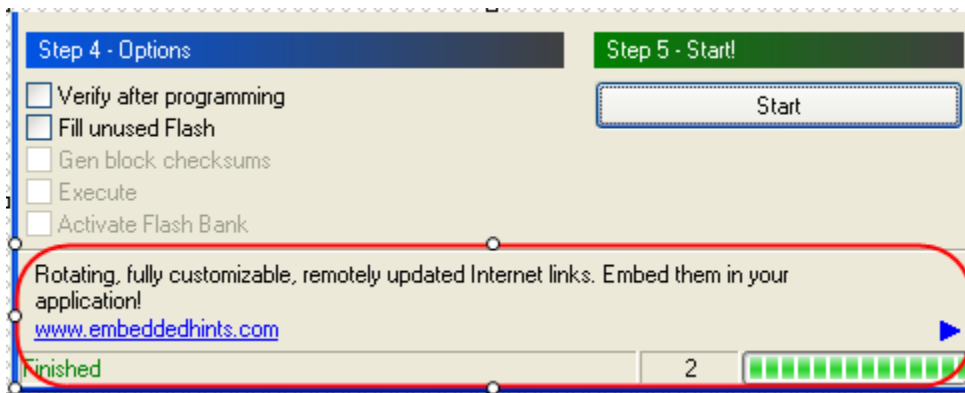 Step 4 - Options
Step 5 - Start!
Verify after programming
Start
Fill unused Flash
Gen block checksums
Execute
Activate Flash Bank
Rotating, fully customizable, remotely updated Internet links. Embed them in your
application!
www.embeddedhints.com
Finished
2